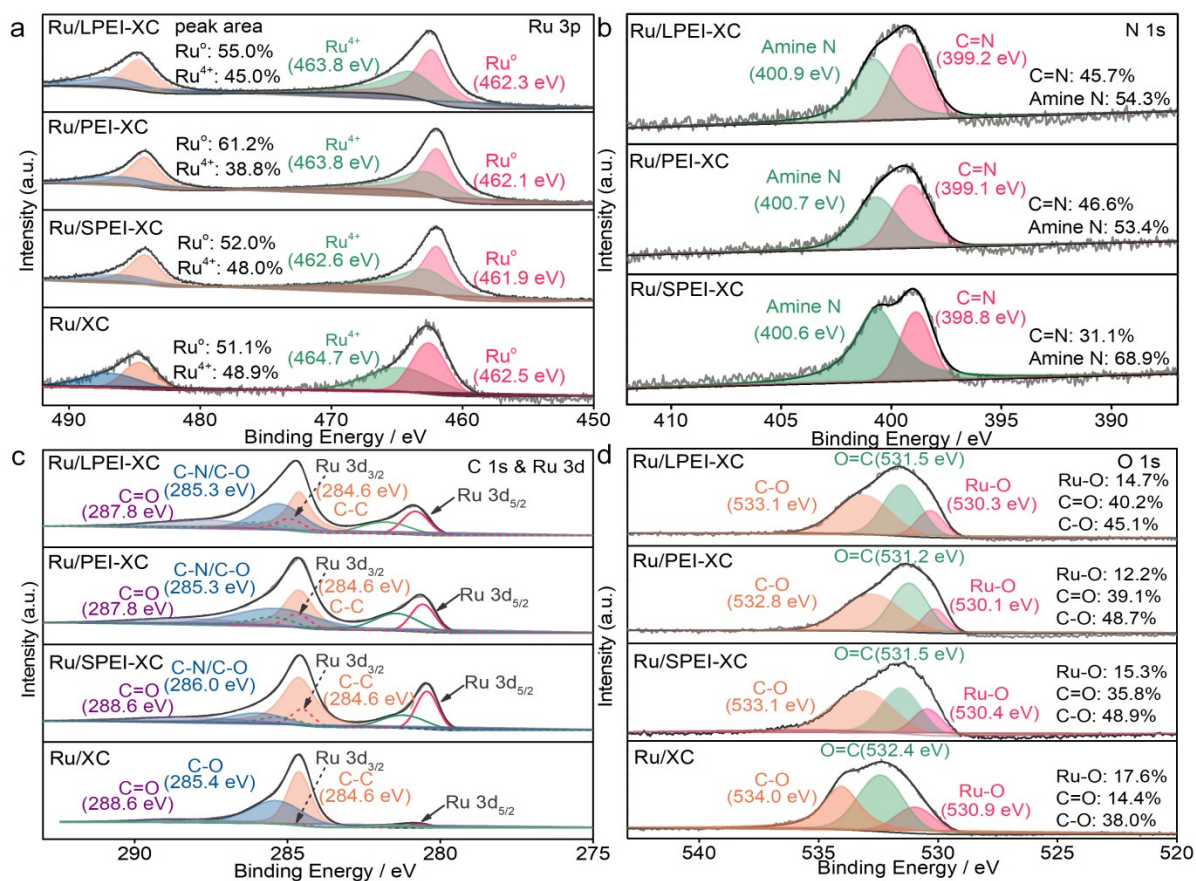 a
Ru 3p
Intensity (a.u.)
Ru/LPEI-XC
peak area
Ru⁰: 55.0%
Ru⁴⁺: 45.0%
Ru⁴⁺
(463.8 eV)
Ru⁰
(462.3 eV)
Ru/PEI-XC
Ru⁰: 61.2%
Ru⁴⁺: 38.8%
Ru⁴⁺
(463.8 eV)
Ru⁰
(462.1 eV)
Ru/SPEI-XC
Ru⁰: 52.0%
Ru⁴⁺: 48.0%
Ru⁴⁺
(462.6 eV)
Ru⁰
(461.9 eV)
Ru/XC
Ru⁰: 51.1%
Ru⁴⁺: 48.9%
Ru⁴⁺
(464.7 eV)
Ru⁰
(462.5 eV)
490 480 470 460 450
Binding Energy / eV
b
N 1s
Intensity (a.u.)
Ru/LPEI-XC
Amine N
(400.9 eV)
C=N
(399.2 eV)
C=N: 45.7%
Amine N: 54.3%
Ru/PEI-XC
Amine N
(400.7 eV)
C=N
(399.1 eV)
C=N: 46.6%
Amine N: 53.4%
Ru/SPEI-XC
Amine N
(400.6 eV)
C=N
(398.8 eV)
C=N: 31.1%
Amine N: 68.9%
410 405 400 395 390
Binding Energy / eV
c
C 1s & Ru 3d
Intensity (a.u.)
Ru/LPEI-XC
C=O
(287.8 eV)
C-N/C-O
(285.3 eV)
Ru 3d3/2
(284.6 eV)
C-C
Ru 3d5/2
Ru/PEI-XC
C=O
(287.8 eV)
C-N/C-O
(285.3 eV)
Ru 3d3/2
(284.6 eV)
C-C
Ru 3d5/2
Ru/SPEI-XC
C=O
(288.6 eV)
C-N/C-O
(286.0 eV)
Ru 3d3/2
C-C
(284.6 eV)
Ru 3d5/2
Ru/XC
C=O
(288.6 eV)
C-O
(285.4 eV)
Ru 3d3/2
C-C
(284.6 eV)
Ru 3d5/2
290 285 280 275
Binding Energy / eV
d
O 1s
Intensity (a.u.)
Ru/LPEI-XC
C-O
(533.1 eV)
O=C(531.5 eV)
Ru-O
(530.3 eV)
Ru-O: 14.7%
C=O: 40.2%
C-O: 45.1%
Ru/PEI-XC
C-O
(532.8 eV)
O=C(531.2 eV)
Ru-O
(530.1 eV)
Ru-O: 12.2%
C=O: 39.1%
C-O: 48.7%
Ru/SPEI-XC
C-O
(533.1 eV)
O=C(531.5 eV)
Ru-O
(530.4 eV)
Ru-O: 15.3%
C=O: 35.8%
C-O: 48.9%
Ru/XC
C-O
(534.0 eV)
O=C(532.4 eV)
Ru-O
(530.9 eV)
Ru-O: 17.6%
C=O: 14.4%
C-O: 38.0%
540 535 530 525 520
Binding Energy / eV